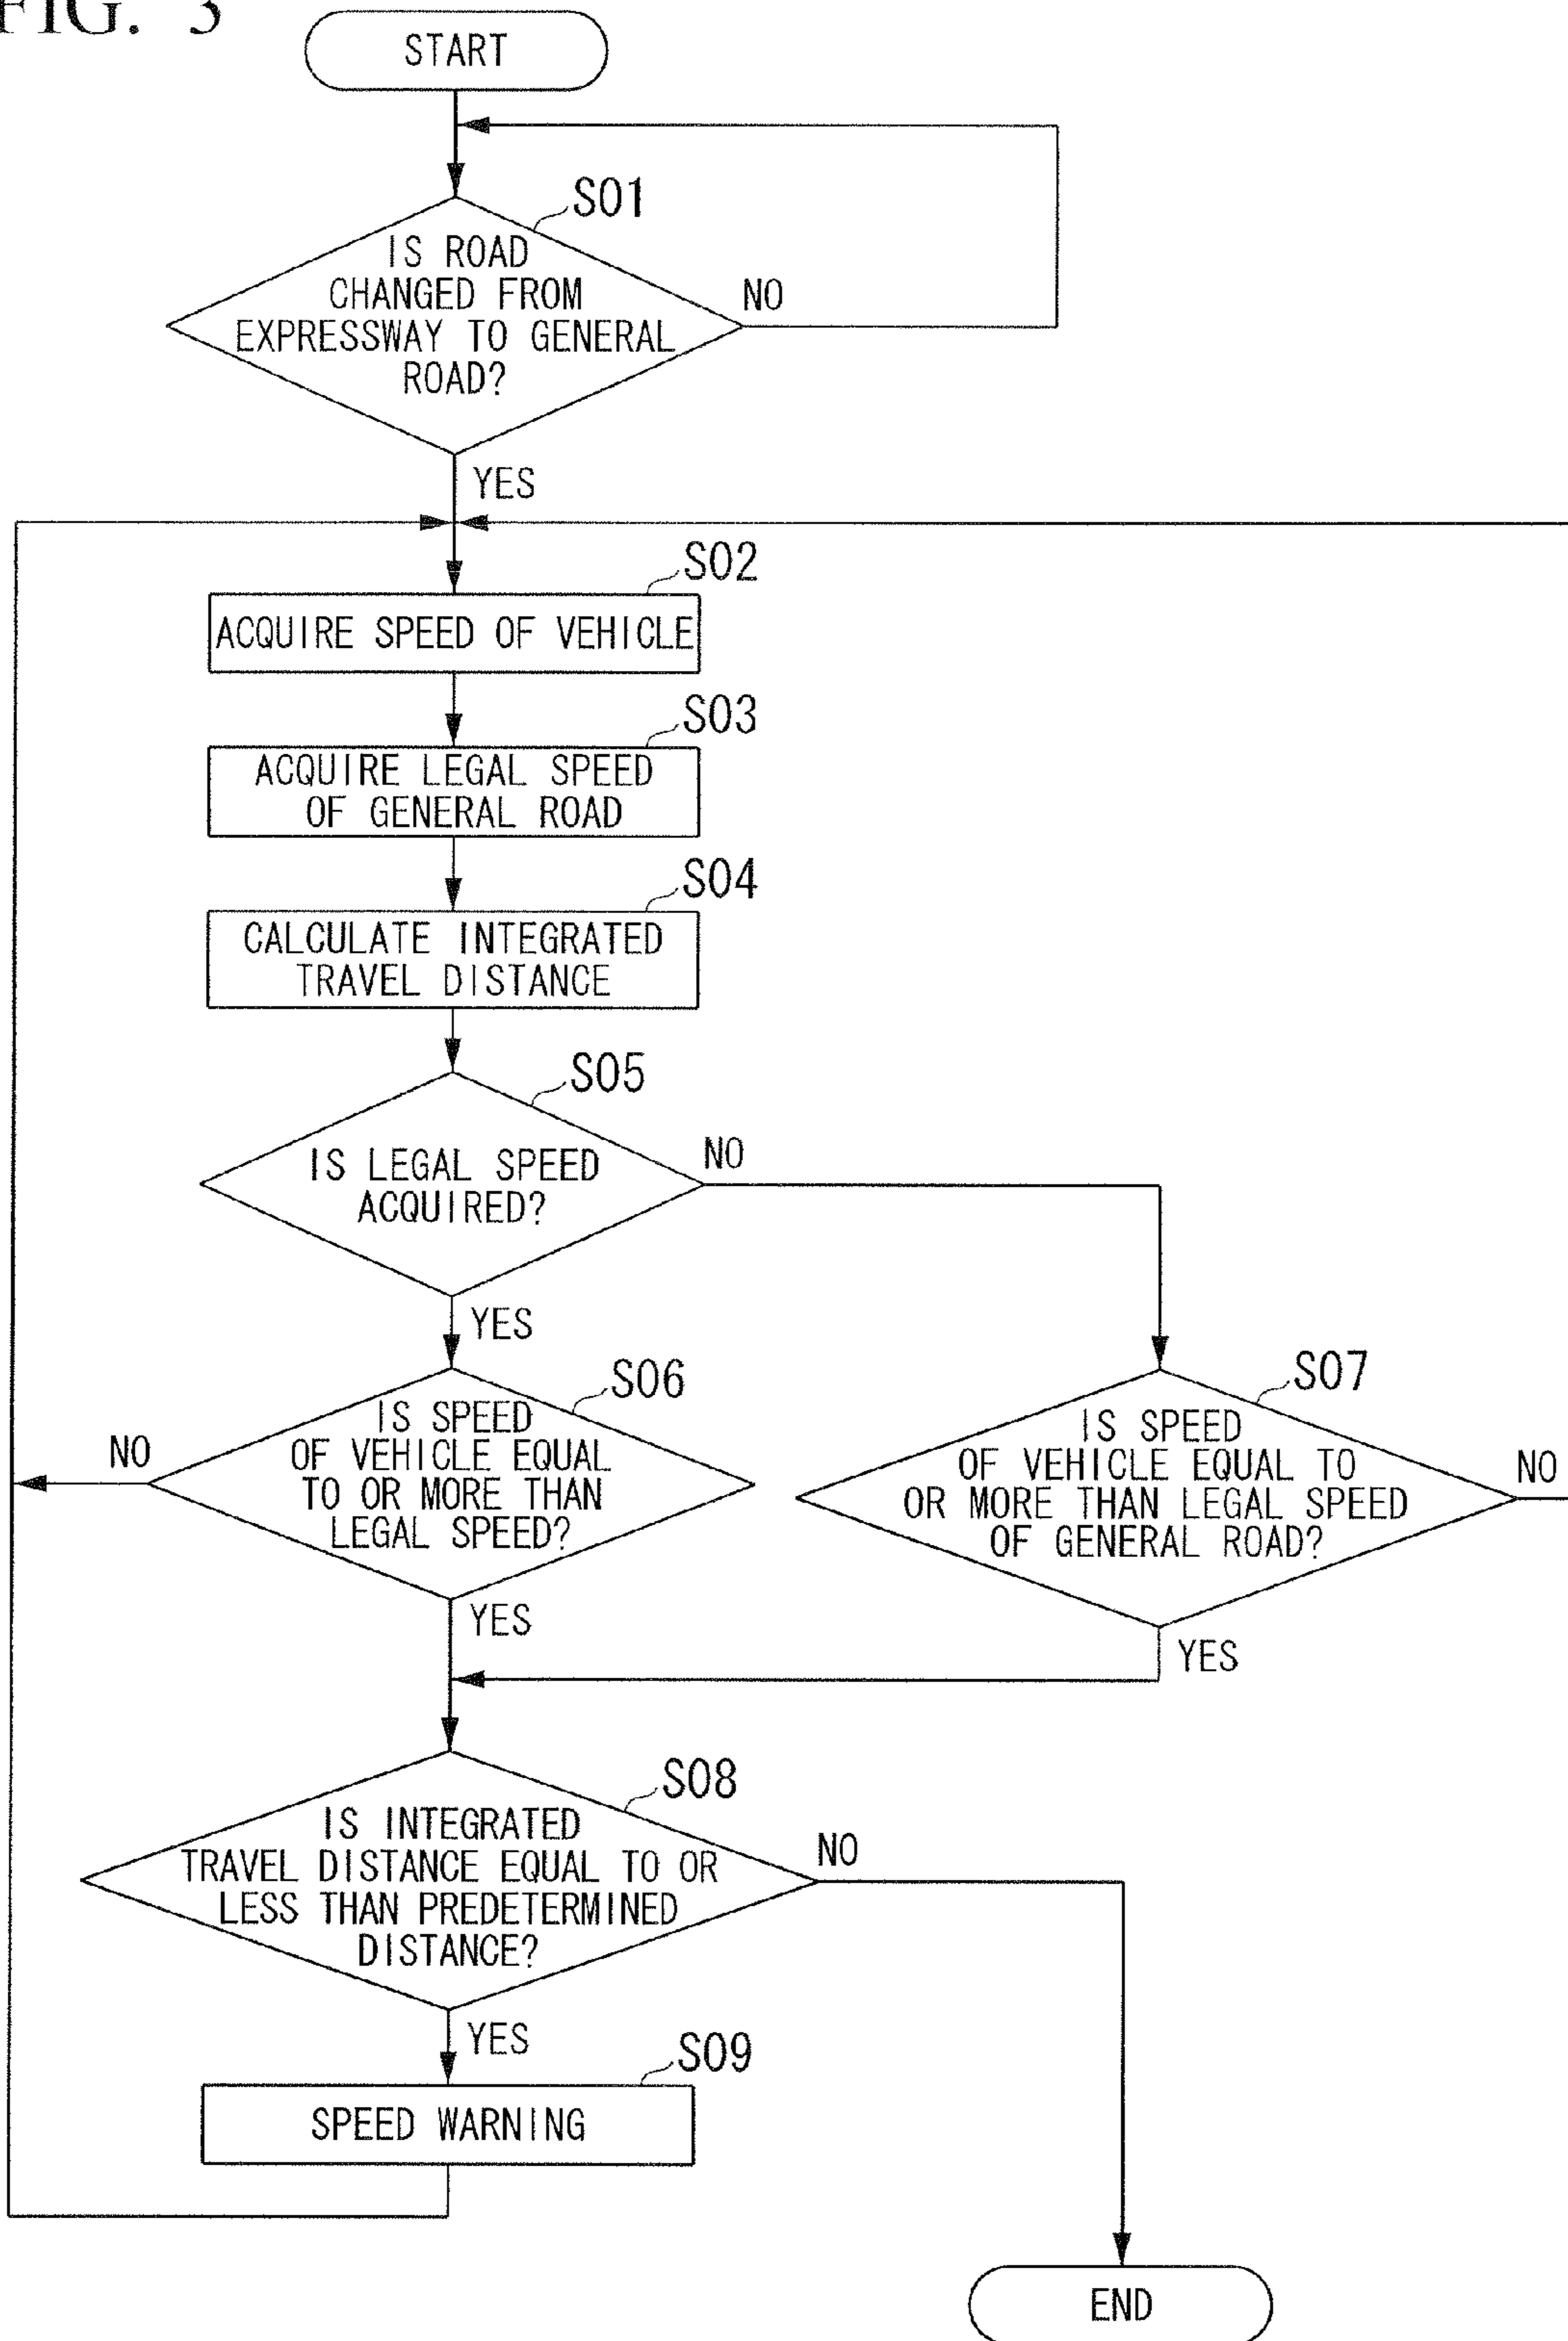 FIG. 3
START
S01
IS ROAD
CHANGED FROM
EXPRESSWAY TO GENERAL
ROAD?
NO
YES
S02
ACQUIRE SPEED OF VEHICLE
S03
ACQUIRE LEGAL SPEED
OF GENERAL ROAD
S04
CALCULATE INTEGRATED
TRAVEL DISTANCE
S05
IS LEGAL SPEED
ACQUIRED?
NO
YES
S06
IS SPEED
OF VEHICLE EQUAL
TO OR MORE THAN
LEGAL SPEED?
NO
YES
S07
IS SPEED
OF VEHICLE EQUAL TO
OR MORE THAN LEGAL SPEED
OF GENERAL ROAD?
NO
YES
S08
IS INTEGRATED
TRAVEL DISTANCE EQUAL TO OR
LESS THAN PREDETERMINED
DISTANCE?
NO
YES
S09
SPEED WARNING
END